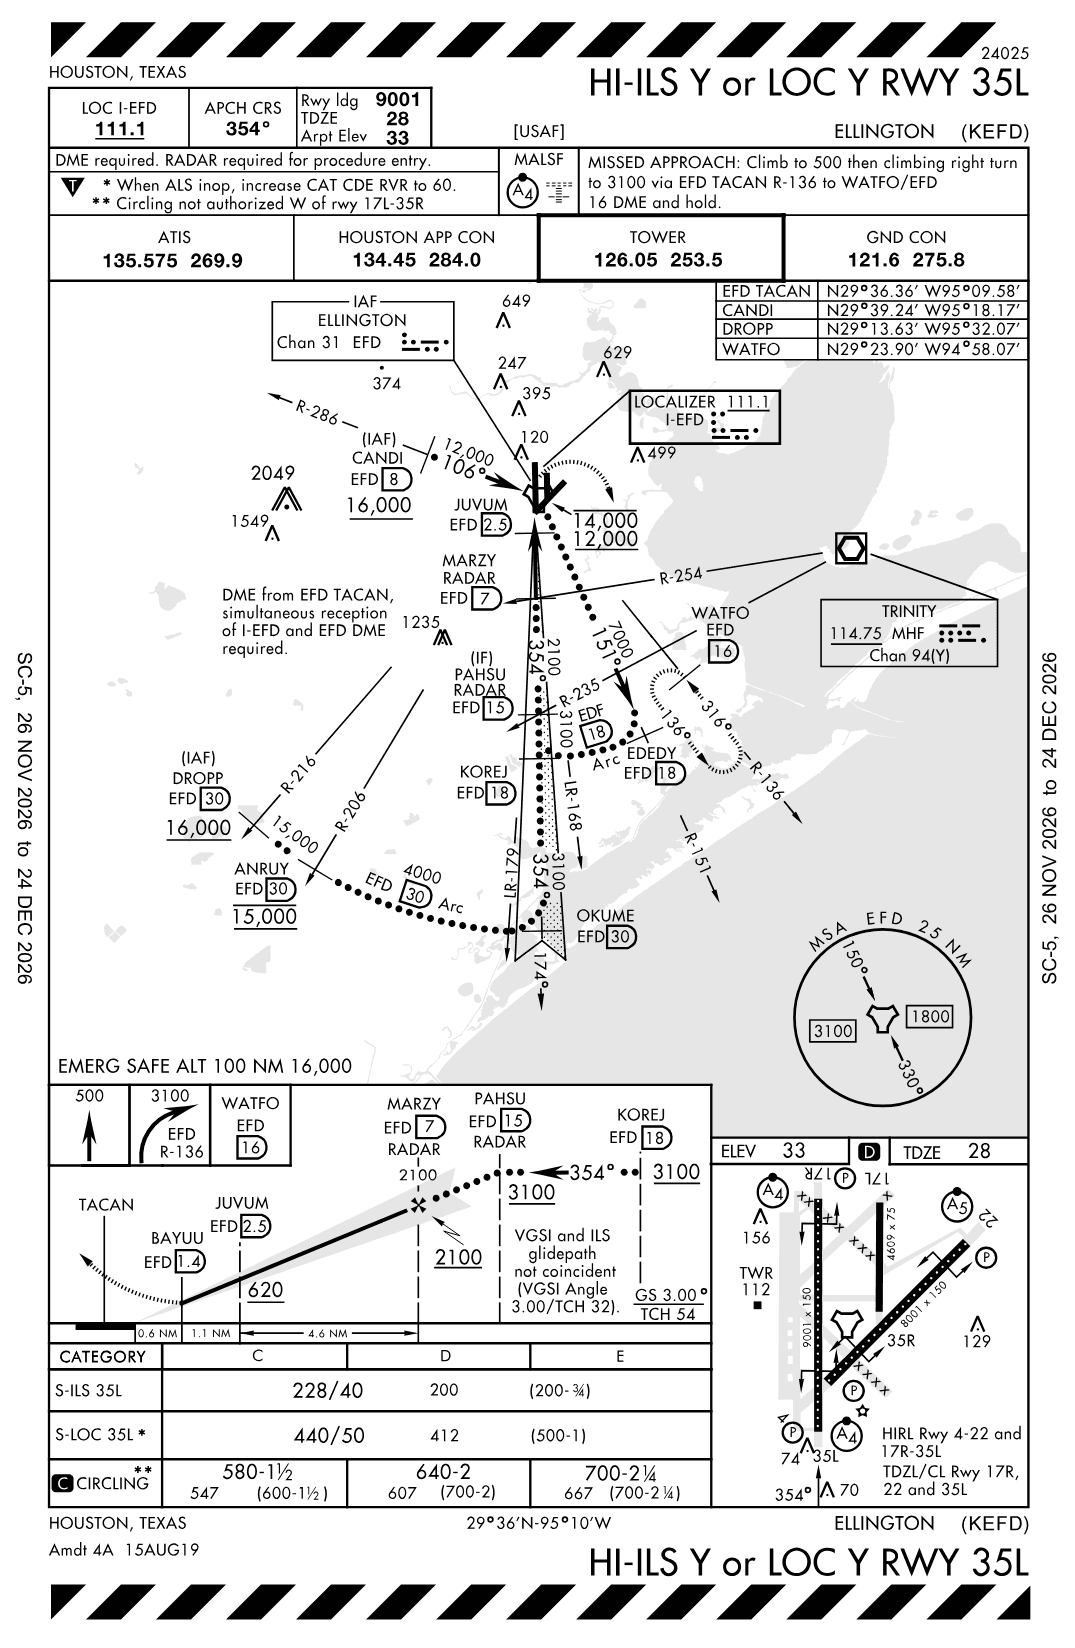 24025
HOUSTON, TEXAS
HI-ILS Y or LOC Y RWY 35L
LOC I-EFD
111.1
APCH CRS
354°
Rwy ldg 9001
TDZE 28
Arpt Elev 33
[USAF]
ELLINGTON (KEFD)
DME required. RADAR required for procedure entry.
T
* When ALS inop, increase CAT CDE RVR to 60.
** Circling not authorized W of rwy 17L-35R
MALSF
A4
MISSED APPROACH: Climb to 500 then climbing right turn
to 3100 via EFD TACAN R-136 to WATFO/EFD
16 DME and hold.
ATIS
135.575 269.9
HOUSTON APP CON
134.45 284.0
TOWER
126.05 253.5
GND CON
121.6 275.8
EFD TACAN N29°36.36’ W95°09.58’
CANDI N29°39.24’ W95°18.17’
DROPP N29°13.63’ W95°32.07’
WATFO N29°23.90’ W94°58.07’
IAF
ELLINGTON
Chan 31 EFD
649
374
247
629
395
LOCALIZER 111.1
I-EFD
R-286
(IAF)
CANDI
EFD 8
16,000
12,000
106°
120
499
2049
1549
JUVUM
EFD 2.5
14,000
12,000
MARZY
RADAR
EFD 7
R-254
DME from EFD TACAN,
simultaneous reception
of I-EFD and EFD DME
required.
1235
TRINITY
114.75 MHF
Chan 94(Y)
WATFO
EFD
16
7000
151°
2100
354°
(IF)
PAHSU
RADAR
EFD 15
R-235
3100
EDF
18
Arc
EDEDY
EFD 18
316°
136°
R-136
KOREJ
EFD 18
LR-168
R-151
(IAF)
DROPP
EFD 30
16,000
R-216
R-206
15,000
ANRUY
EFD 30
15,000
4000
EFD
30
Arc
LR-179
354°
3100
OKUME
EFD 30
174°
MSA EFD 25 NM
150°
3100
1800
330°
EMERG SAFE ALT 100 NM 16,000
SC-5, 26 NOV 2026 to 24 DEC 2026
SC-5, 26 NOV 2026 to 24 DEC 2026
500
3100
EFD
R-136
WATFO
EFD
16
MARZY
EFD 7
RADAR
2100
PAHSU
EFD 15
RADAR
KOREJ
EFD 18
354°
3100
3100
TACAN
JUVUM
EFD 2.5
BAYUU
EFD 1.4
2100
620
VGSI and ILS
glidepath
not coincident
(VGSI Angle
3.00/TCH 32).
GS 3.00°
TCH 54
0.6 NM
1.1 NM
4.6 NM
CATEGORY C D E
S-ILS 35L 228/40 200 (200-¾)
S-LOC 35L * 440/50 412 (500-1)
C CIRCLING ** 580-1½ 547 (600-1½) 640-2 607 (700-2) 700-2¼ 667 (700-2¼)
ELEV 33
D
TDZE 28
A4
17R
P
17L
A5
22
156
4609 x 75
P
TWR
112
9001 x 150
8001 x 150
35R
129
P
4
P
A4
74
35L
354°
70
HIRL Rwy 4-22 and
17R-35L
TDZL/CL Rwy 17R,
22 and 35L
HOUSTON, TEXAS
29°36’N-95°10’W
ELLINGTON (KEFD)
Amdt 4A 15AUG19
HI-ILS Y or LOC Y RWY 35L